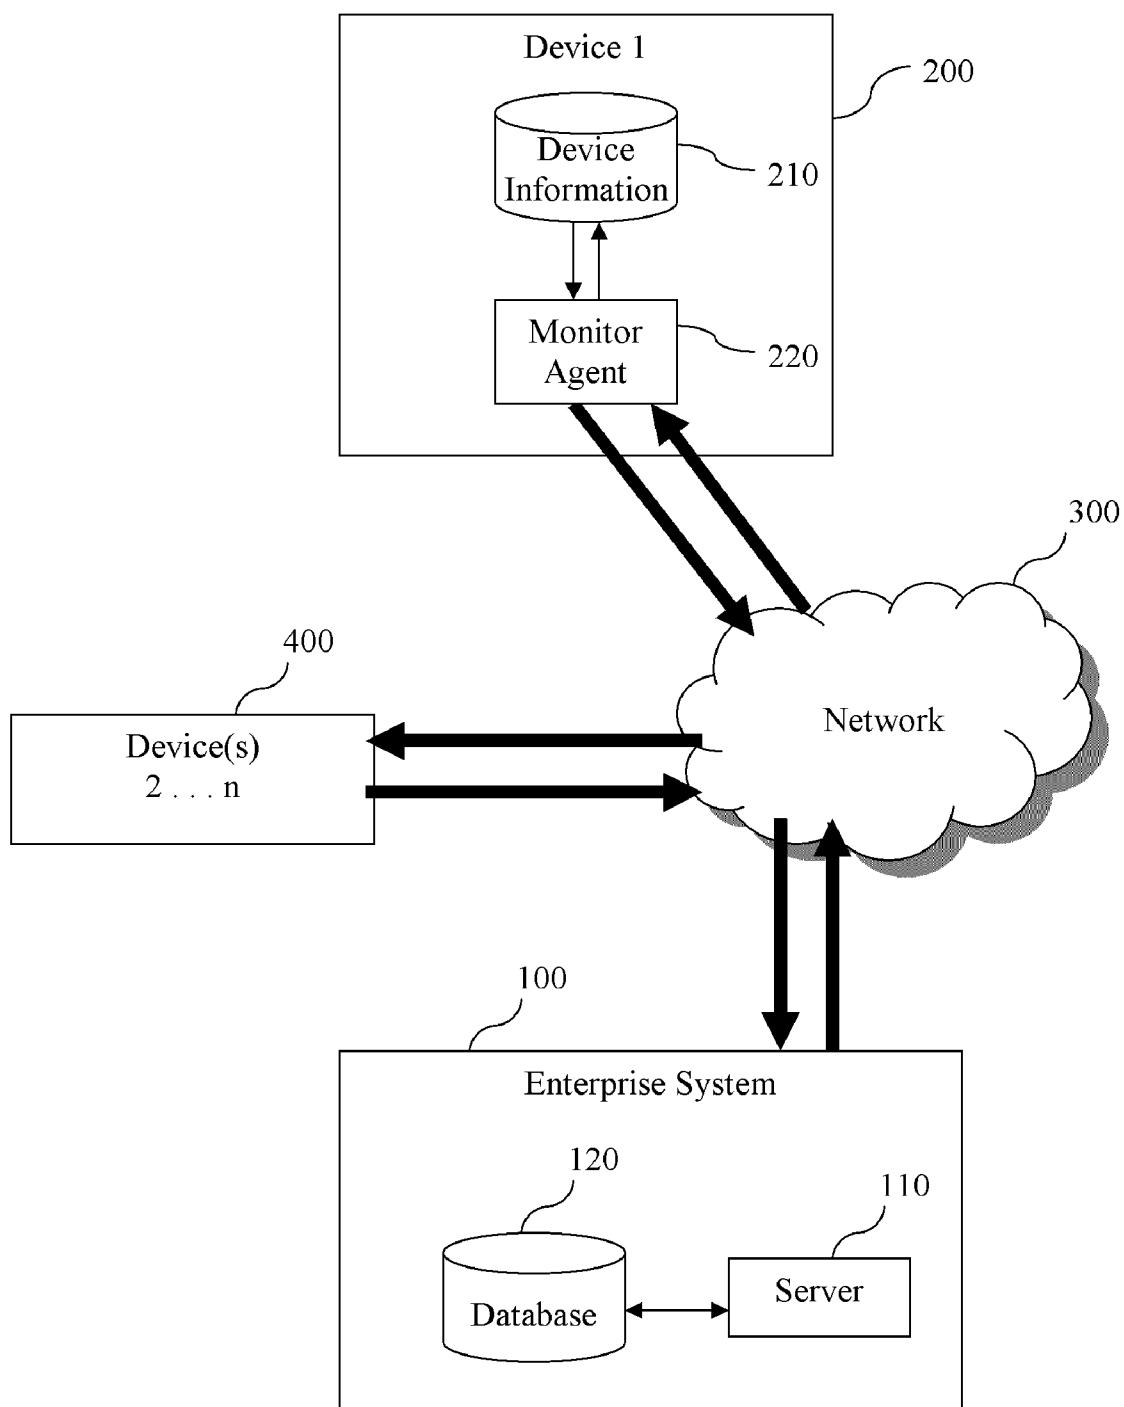 Device 1
200
Device
Information
210
Monitor
Agent
220
300
400
Device(s)
2 . . . n
Network
100
Enterprise System
120
110
Database
Server